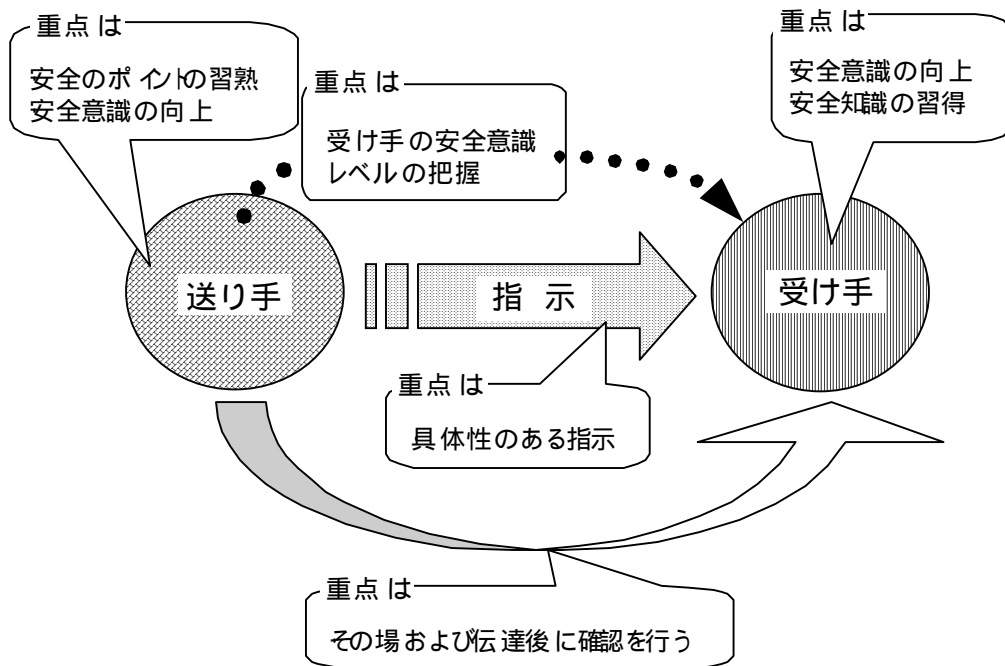 重点は
安全のポイントの習熟
安全意識の向上
重点は
受け手の安全意識
レベルの把握
重点は
安全意識の向上
安全知識の習得
送り手
指 示
受け手
重点は
具体性のある指示
重点は
その場および伝達後に確認を行う